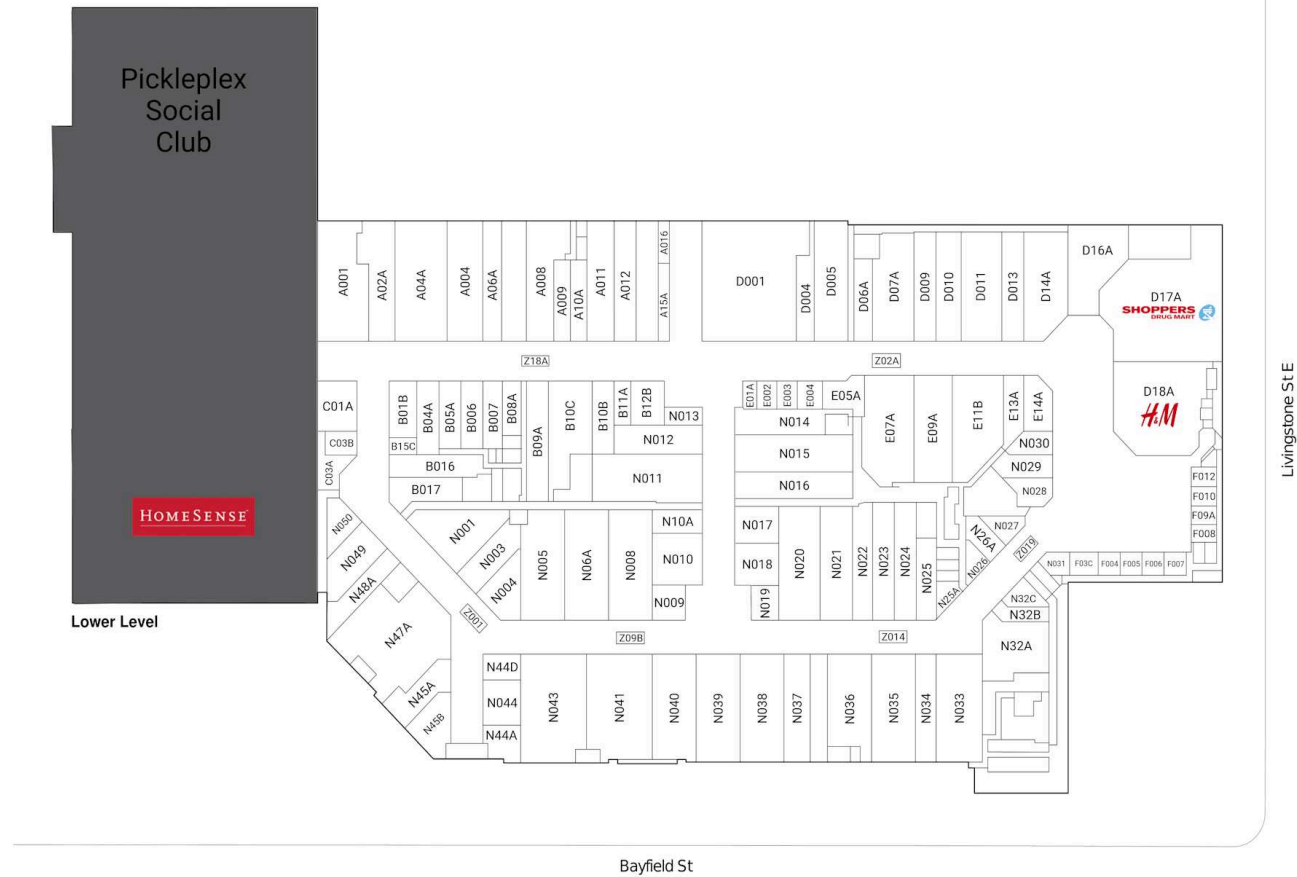 Pickleplex
Social
Club
HOMESENSE
Lower Level
A001
A02A
A04A
A004
A06A
A008
A009
A10A
A011
A012
A016
A15A
D001
D004
D005
D06A
D07A
D009
D010
D011
D013
D14A
D16A
D17A
SHOPPERS
DRUG MART
D18A
H&M
Z18A
Z02A
C01A
C03B
C03A
B01B
B04A
B05A
B006
B007
B08A
B09A
B10C
B10B
B11A
B12B
N013
B15C
B016
B017
N012
N011
E01A
E002
E003
E004
E05A
N014
N015
N016
E07A
E09A
E11B
E13A
E14A
N030
N029
N028
N027
N26A
N026
Z019
F012
F010
F09A
F008
N031
F03C
F004
F005
F006
F007
N050
N049
N48A
N47A
N45A
N45B
N001
N003
N004
N005
N06A
N008
N10A
N010
N009
N017
N018
N019
N020
N021
N022
N023
N024
N025
N25A
Z001
Z09B
Z014
N32C
N32B
N32A
N44D
N044
N44A
N043
N041
N040
N039
N038
N037
N036
N035
N034
N033
Livingstone St E
Bayfield St